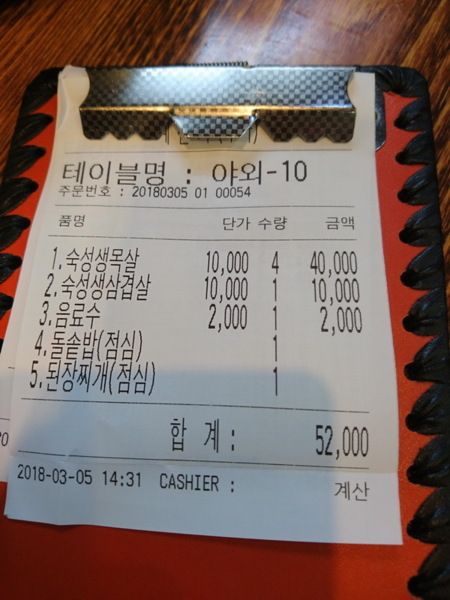 테이블명 : 야외-10
주문번호 : 20180305 01 00054
품명 단가 수량 금액
1.숙성생목살 10,000 4 40,000
2.숙성생삼겹살 10,000 1 10,000
3.음료수 2,000 1 2,000
4.돌솥밥(점심) 1
5.된장찌개(점심) 1
합 계 : 52,000
2018-03-05 14:31 CASHIER :
계산